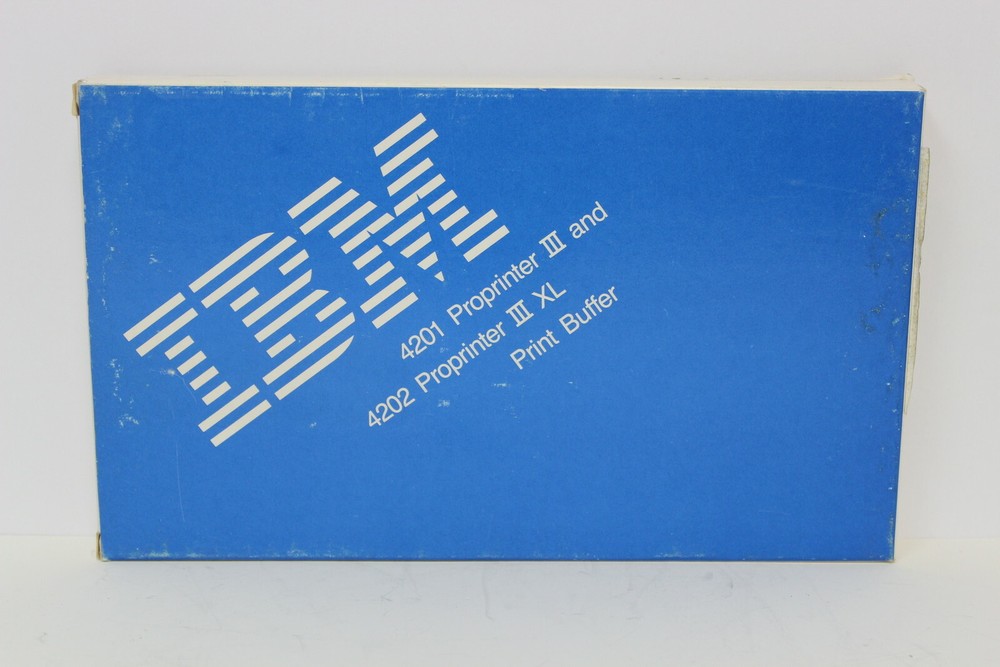 IBM
4201 Proprinter III and
4202 Proprinter III XL
Print Buffer